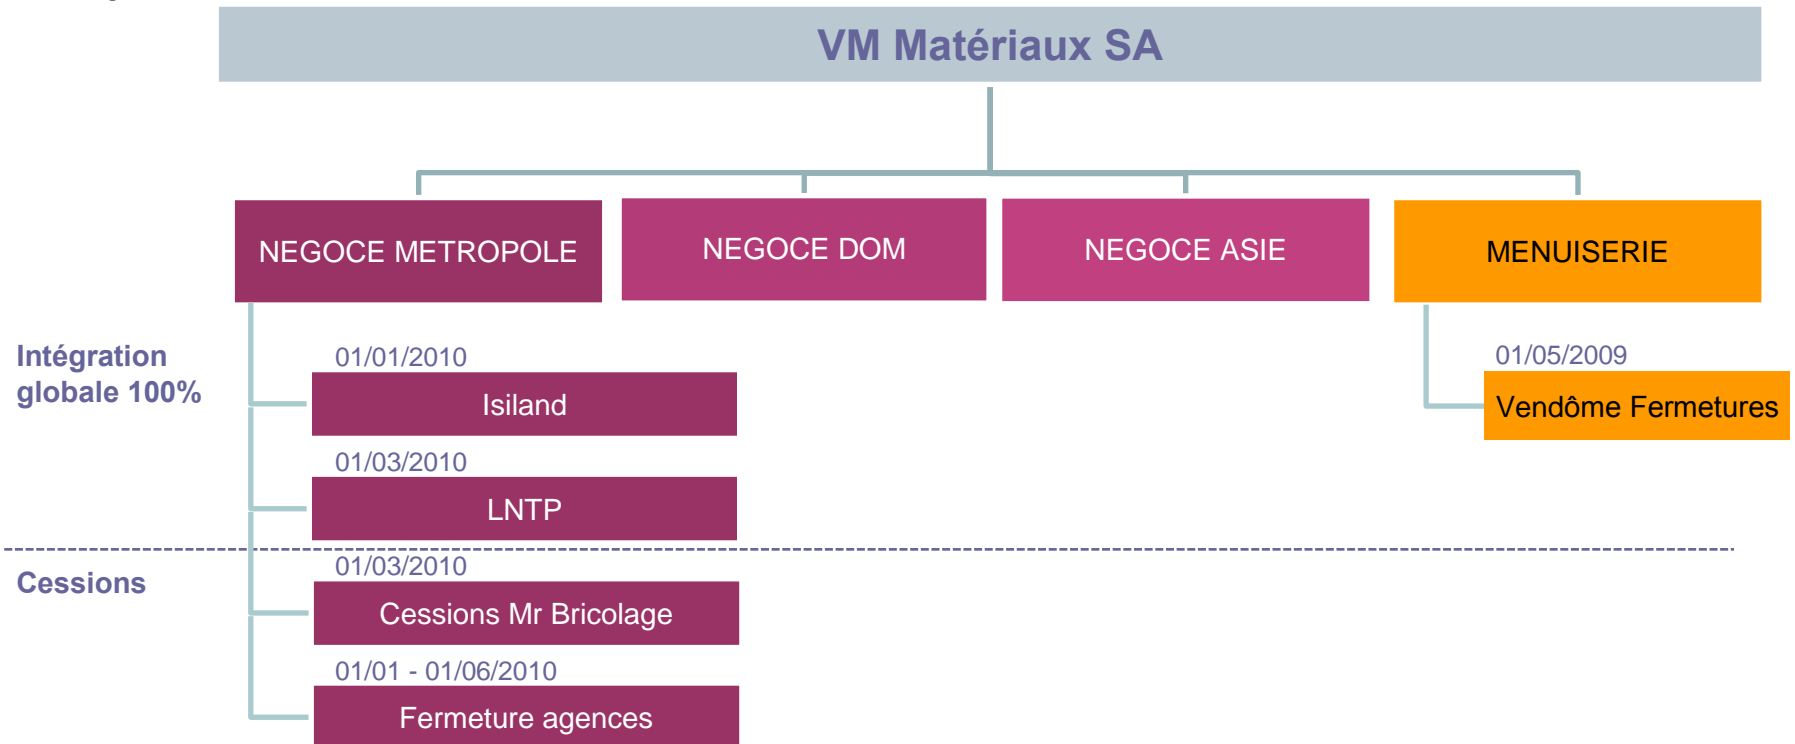 VM Matériaux SA
NEGOCE METROPOLE
NEGOCE DOM
NEGOCE ASIE
MENUISERIE
Intégration
globale 100%
01/01/2010
Isiland
01/03/2010
LNTP
01/05/2009
Vendôme Fermetures
Cessions
01/03/2010
Cessions Mr Bricolage
01/01 - 01/06/2010
Fermeture agences